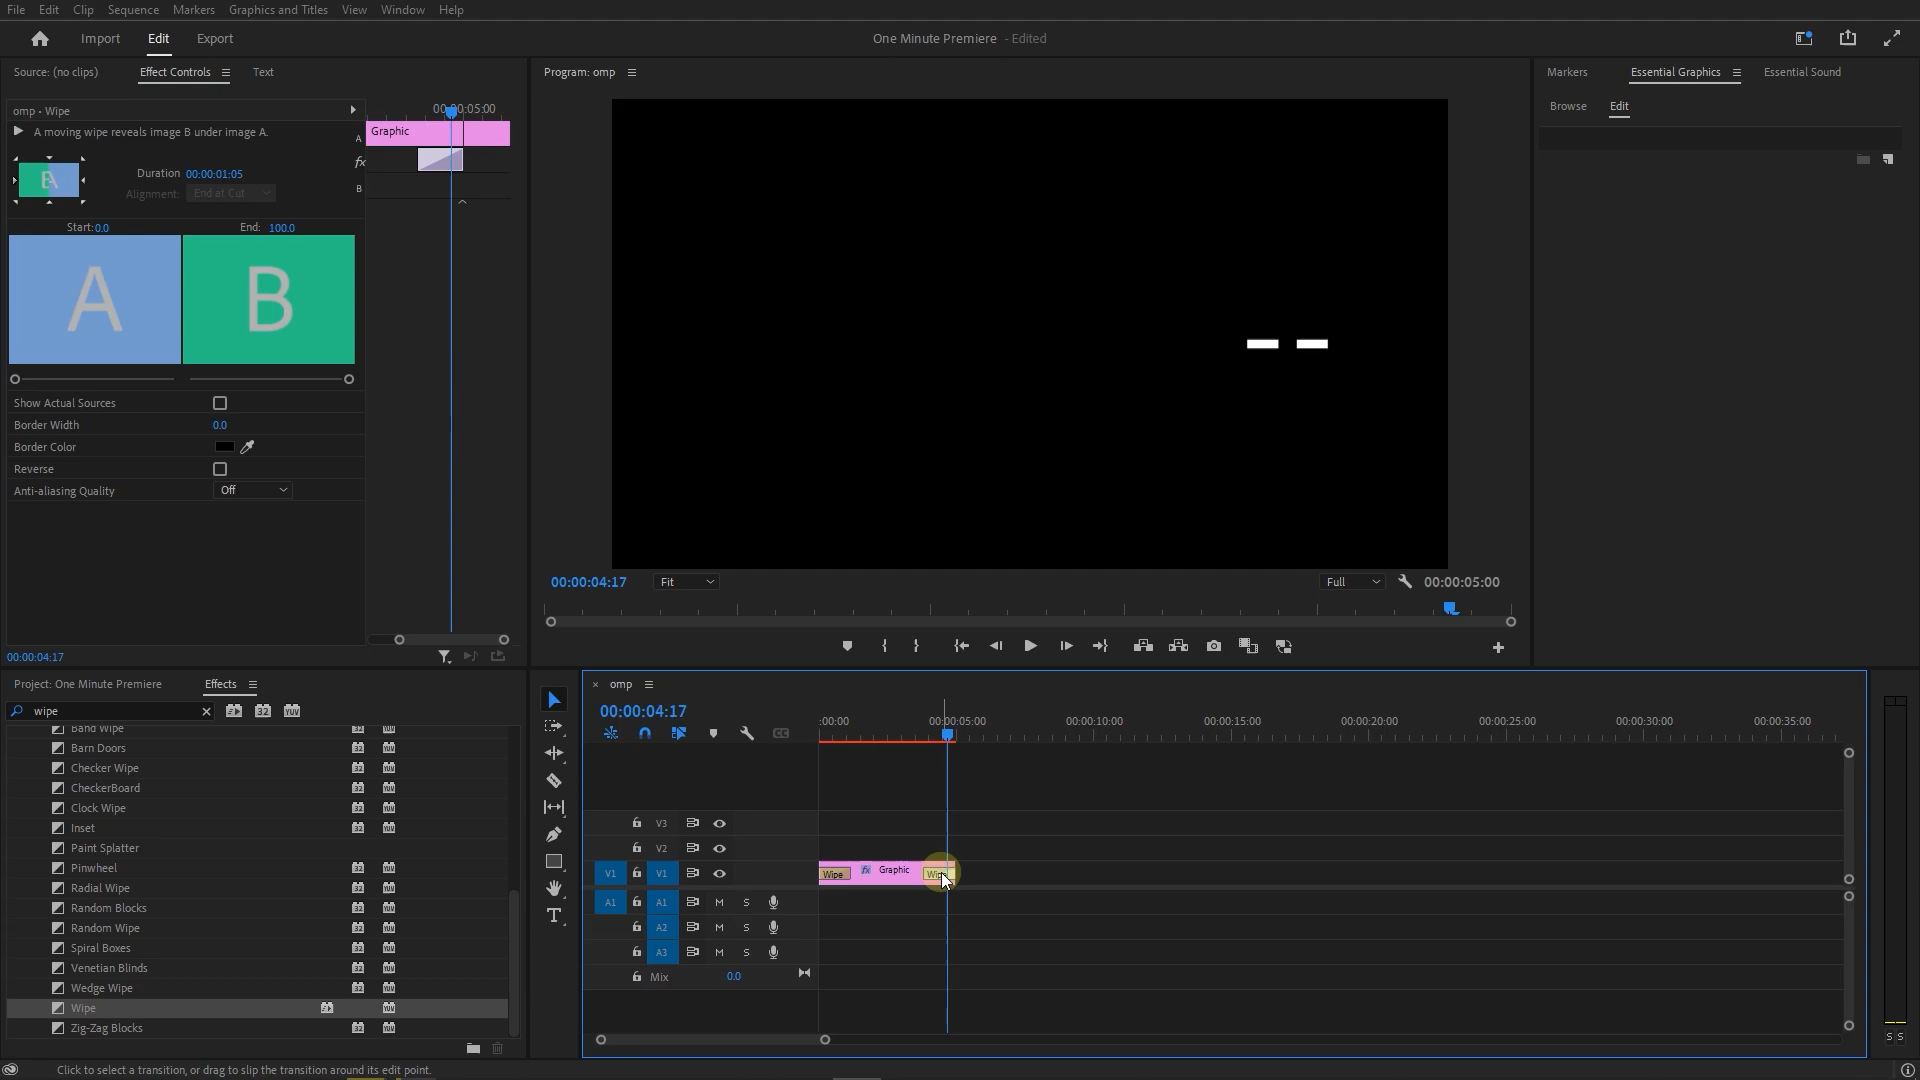 File Edit Clip Sequence Markers Graphics and Titles View Window Help
Import Edit Export One Minute Premiere - Edited
Source: (no clips) Effect Controls Text
Program: omp
Markers Essential Graphics Essential Sound
Browse Edit
omp • Wipe
00:00:05:00
A moving wipe reveals image B under image A.
A Graphic
fx
B
Duration 00:00:01:05
Alignment: End at Cut
Start: 0.0 End: 100.0
A B
Show Actual Sources
Border Width 0.0
Border Color
Reverse
Anti-aliasing Quality Off
00:00:04:17
00:00:04:17 Fit Full 00:00:05:00
Project: One Minute Premiere Effects
wipe
32 YUV
Band Wipe
Barn Doors
Checker Wipe
CheckerBoard
Clock Wipe
Inset
Paint Splatter
Pinwheel
Radial Wipe
Random Blocks
Random Wipe
Spiral Boxes
Venetian Blinds
Wedge Wipe
Wipe
Zig-Zag Blocks
omp
00:00:04:17
:00:00 00:00:05:00 00:00:10:00 00:00:15:00 00:00:20:00 00:00:25:00 00:00:30:00 00:00:35:00
V3
V2
V1 V1 Wipe fx Graphic
A1 A1 M S
A2 M S
A3 M S
Mix 0.0
S S
Click to select a transition, or drag to slip the transition around its edit point.